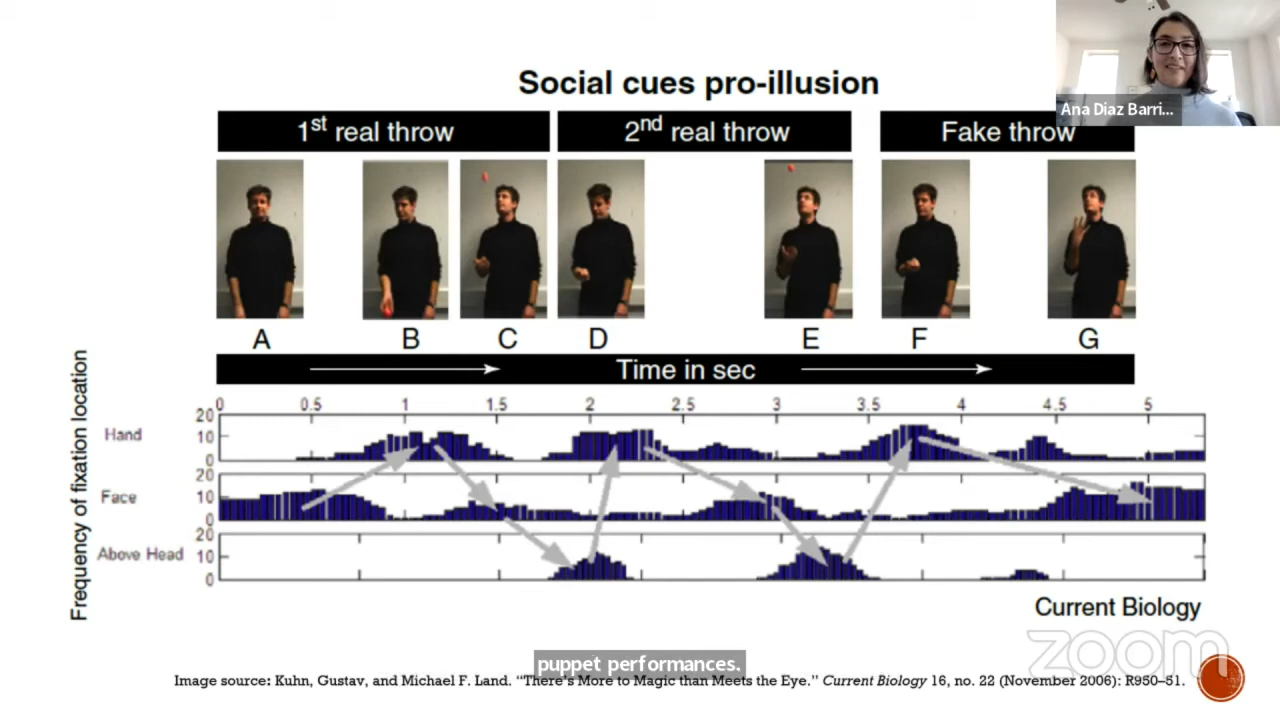 Social cues pro-illusion
Ana Diaz Barri...
1st real throw
2nd real throw
Fake throw
A
B
C
D
E
F
G
Time in sec
Frequency of fixation location
0 0.5 1 1.5 2 2.5 3 3.5 4 4.5 5
Hand
20
10
0
Face
20
10
0
Above Head
20
10
0
Current Biology
zoom
puppet performances.
Image source: Kuhn, Gustav, and Michael F. Land. “There’s More to Magic than Meets the Eye.” Current Biology 16, no. 22 (November 2006): R950–51.